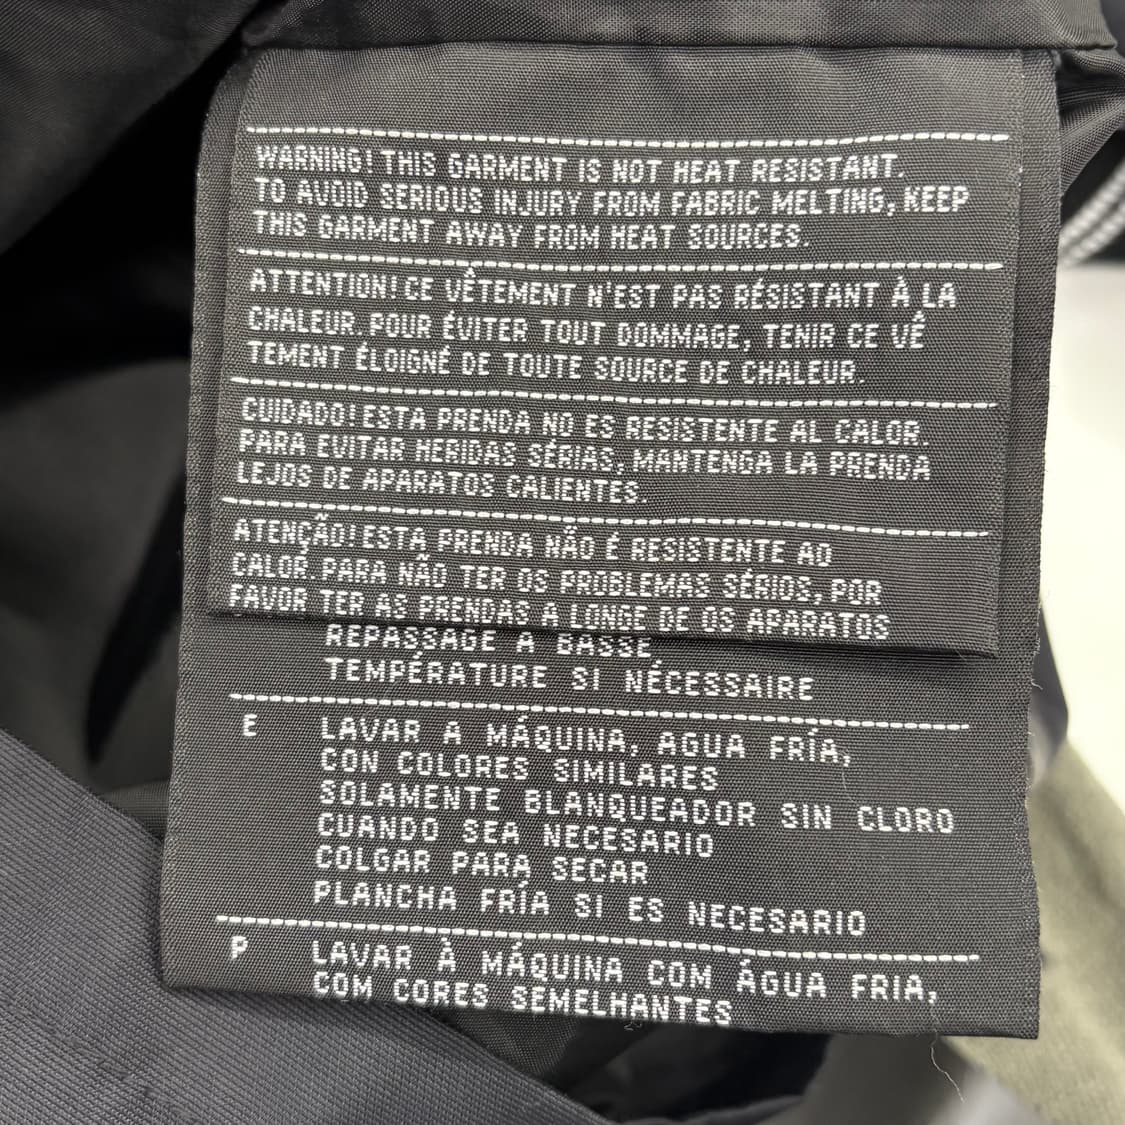 WARNING! THIS GARMENT IS NOT HEAT RESISTANT.
TO AVOID SERIOUS INJURY FROM FABRIC MELTING, KEEP
THIS GARMENT AWAY FROM HEAT SOURCES.
ATTENTION! CE VÊTEMENT N'EST PAS RÉSISTANT À LA
CHALEUR. POUR ÉVITER TOUT DOMMAGE, TENIR CE VÊ
TEMENT ÉLOIGNÉ DE TOUTE SOURCE DE CHALEUR.
CUIDADO! ESTA PRENDA NO ES RESISTENTE AL CALOR.
PARA EVITAR HERIDAS SÉRIAS, MANTENGA LA PRENDA
LEJOS DE APARATOS CALIENTES.
ATENÇÃO! ESTA PRENDA NÃO É RESISTENTE AO
CALOR. PARA NÃO TER OS PROBLEMAS SÉRIOS, POR
FAVOR TER AS PRENDAS A LONGE DE OS APARATOS
REPASSAGE À BASSE
TEMPÉRATURE SI NÉCESSAIRE
E LAVAR A MÁQUINA, AGUA FRÍA,
CON COLORES SIMILARES
SOLAMENTE BLANQUEADOR SIN CLORO
CUANDO SEA NECESARIO
COLGAR PARA SECAR
PLANCHA FRÍA SI ES NECESARIO
P LAVAR À MÁQUINA COM ÁGUA FRIA,
COM CORES SEMELHANTES